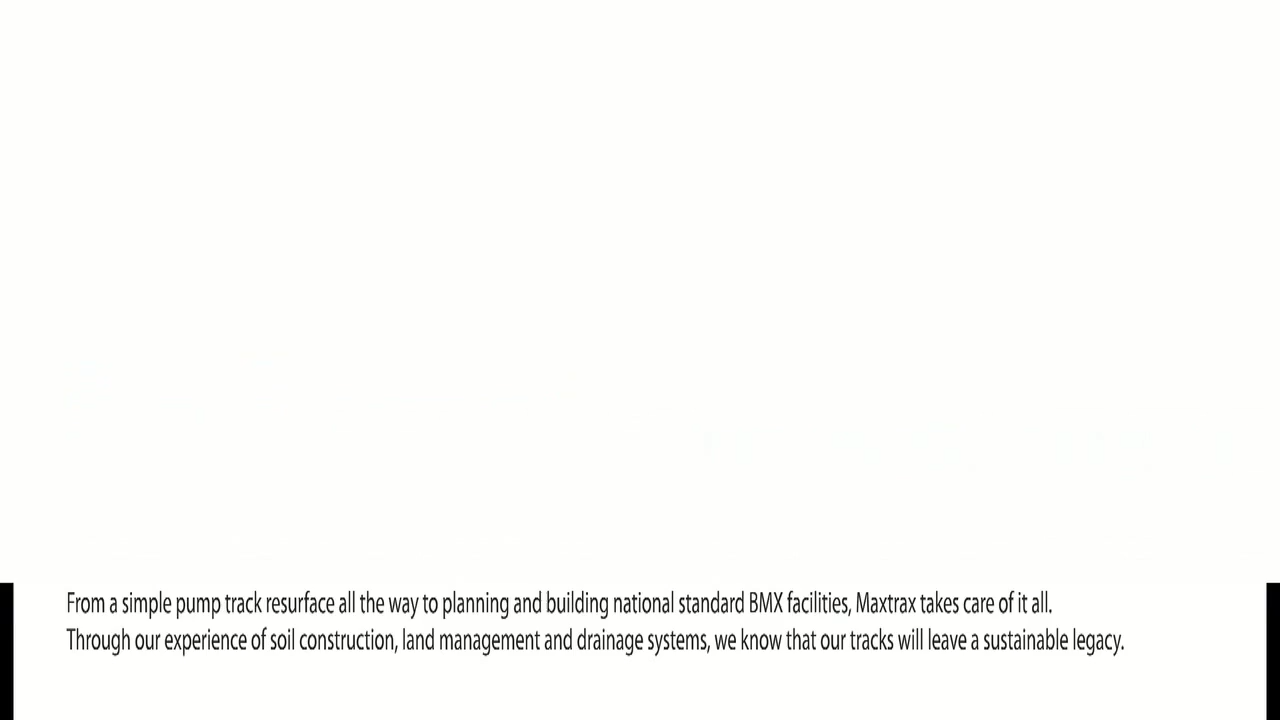 From a simple pump track resurface all the way to planning and building national standard BMX facilities, Maxtrax takes care of it all.
Through our experience of soil construction, land management and drainage systems, we know that our tracks will leave a sustainable legacy.